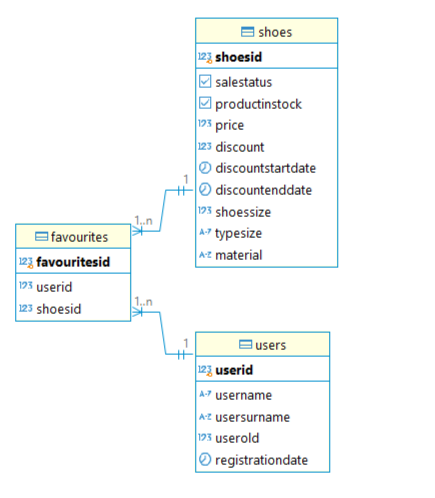 shoes
123 shoesid
salestatus
productinstock
123 price
123 discount
discountstartdate
discountenddate
123 shoessize
A-Z typesize
A-Z material
1
1..n
favourites
123 favouritesid
123 userid
123 shoesid
1..n
1
users
123 userid
A-Z username
A-Z usersurname
123 userold
registrationdate